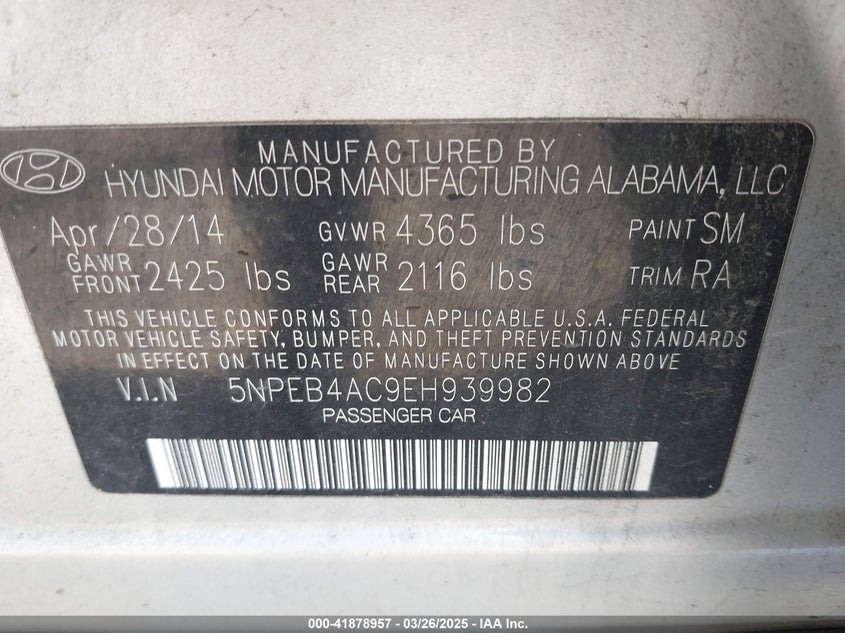 MANUFACTURED BY
HYUNDAI MOTOR MANUFACTURING ALABAMA, LLC
Apr/28/14 GVWR 4365 lbs PAINT SM
GAWR FRONT 2425 lbs GAWR REAR 2116 lbs TRIM RA
THIS VEHICLE CONFORMS TO ALL APPLICABLE U.S.A. FEDERAL
MOTOR VEHICLE SAFETY, BUMPER, AND THEFT PREVENTION STANDARDS
IN EFFECT ON THE DATE OF MANUFACTURE SHOWN ABOVE
V.I.N 5NPEB4AC9EH939982
PASSENGER CAR
000-41878957 - 03/26/2025 - IAA Inc.